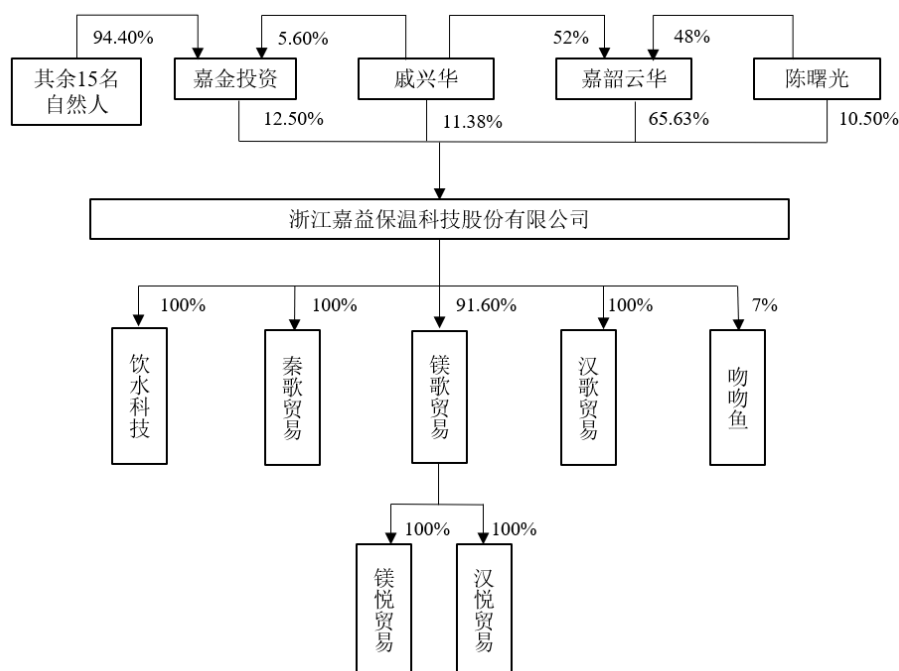 94.40%
5.60%
52%
48%
其余15名
自然人
嘉金投资
戚兴华
嘉韶云华
陈曙光
12.50%
11.38%
65.63%
10.50%
浙江嘉益保温科技股份有限公司
100%
100%
91.60%
100%
7%
饮水科技
秦歌贸易
镁歌贸易
汉歌贸易
吻吻鱼
100%
100%
镁悦贸易
汉悦贸易